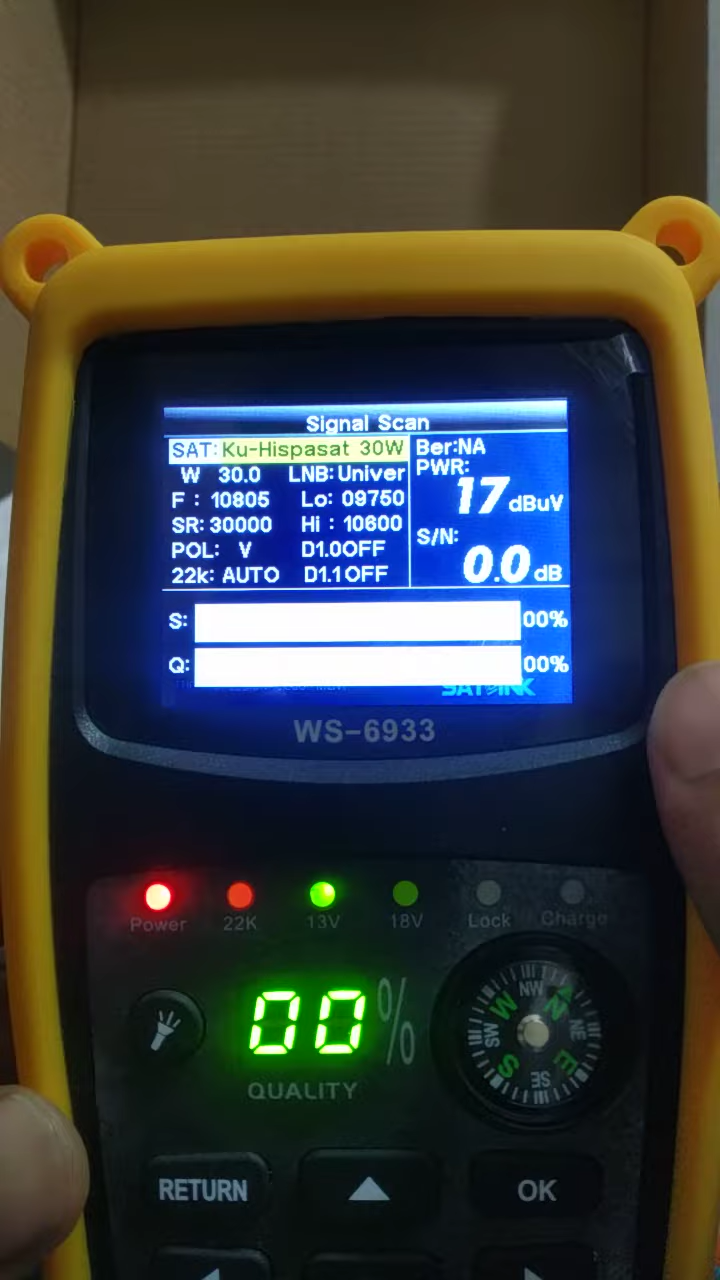 Signal Scan
SAT: Ku-Hispasat 30W
W 30.0 LNB: Univer
F : 10805 Lo: 09750
SR: 30000 Hi : 10600
POL: V D1.0OFF
22k: AUTO D1.1OFF
Ber:NA
PWR:
17 dBuV
S/N:
0.0 dB
S: 00%
Q: 00%
SATLINK
WS-6933
Power 22K 13V 18V Lock Charge
00 %
QUALITY
NW N NE E SE S SW W
RETURN OK